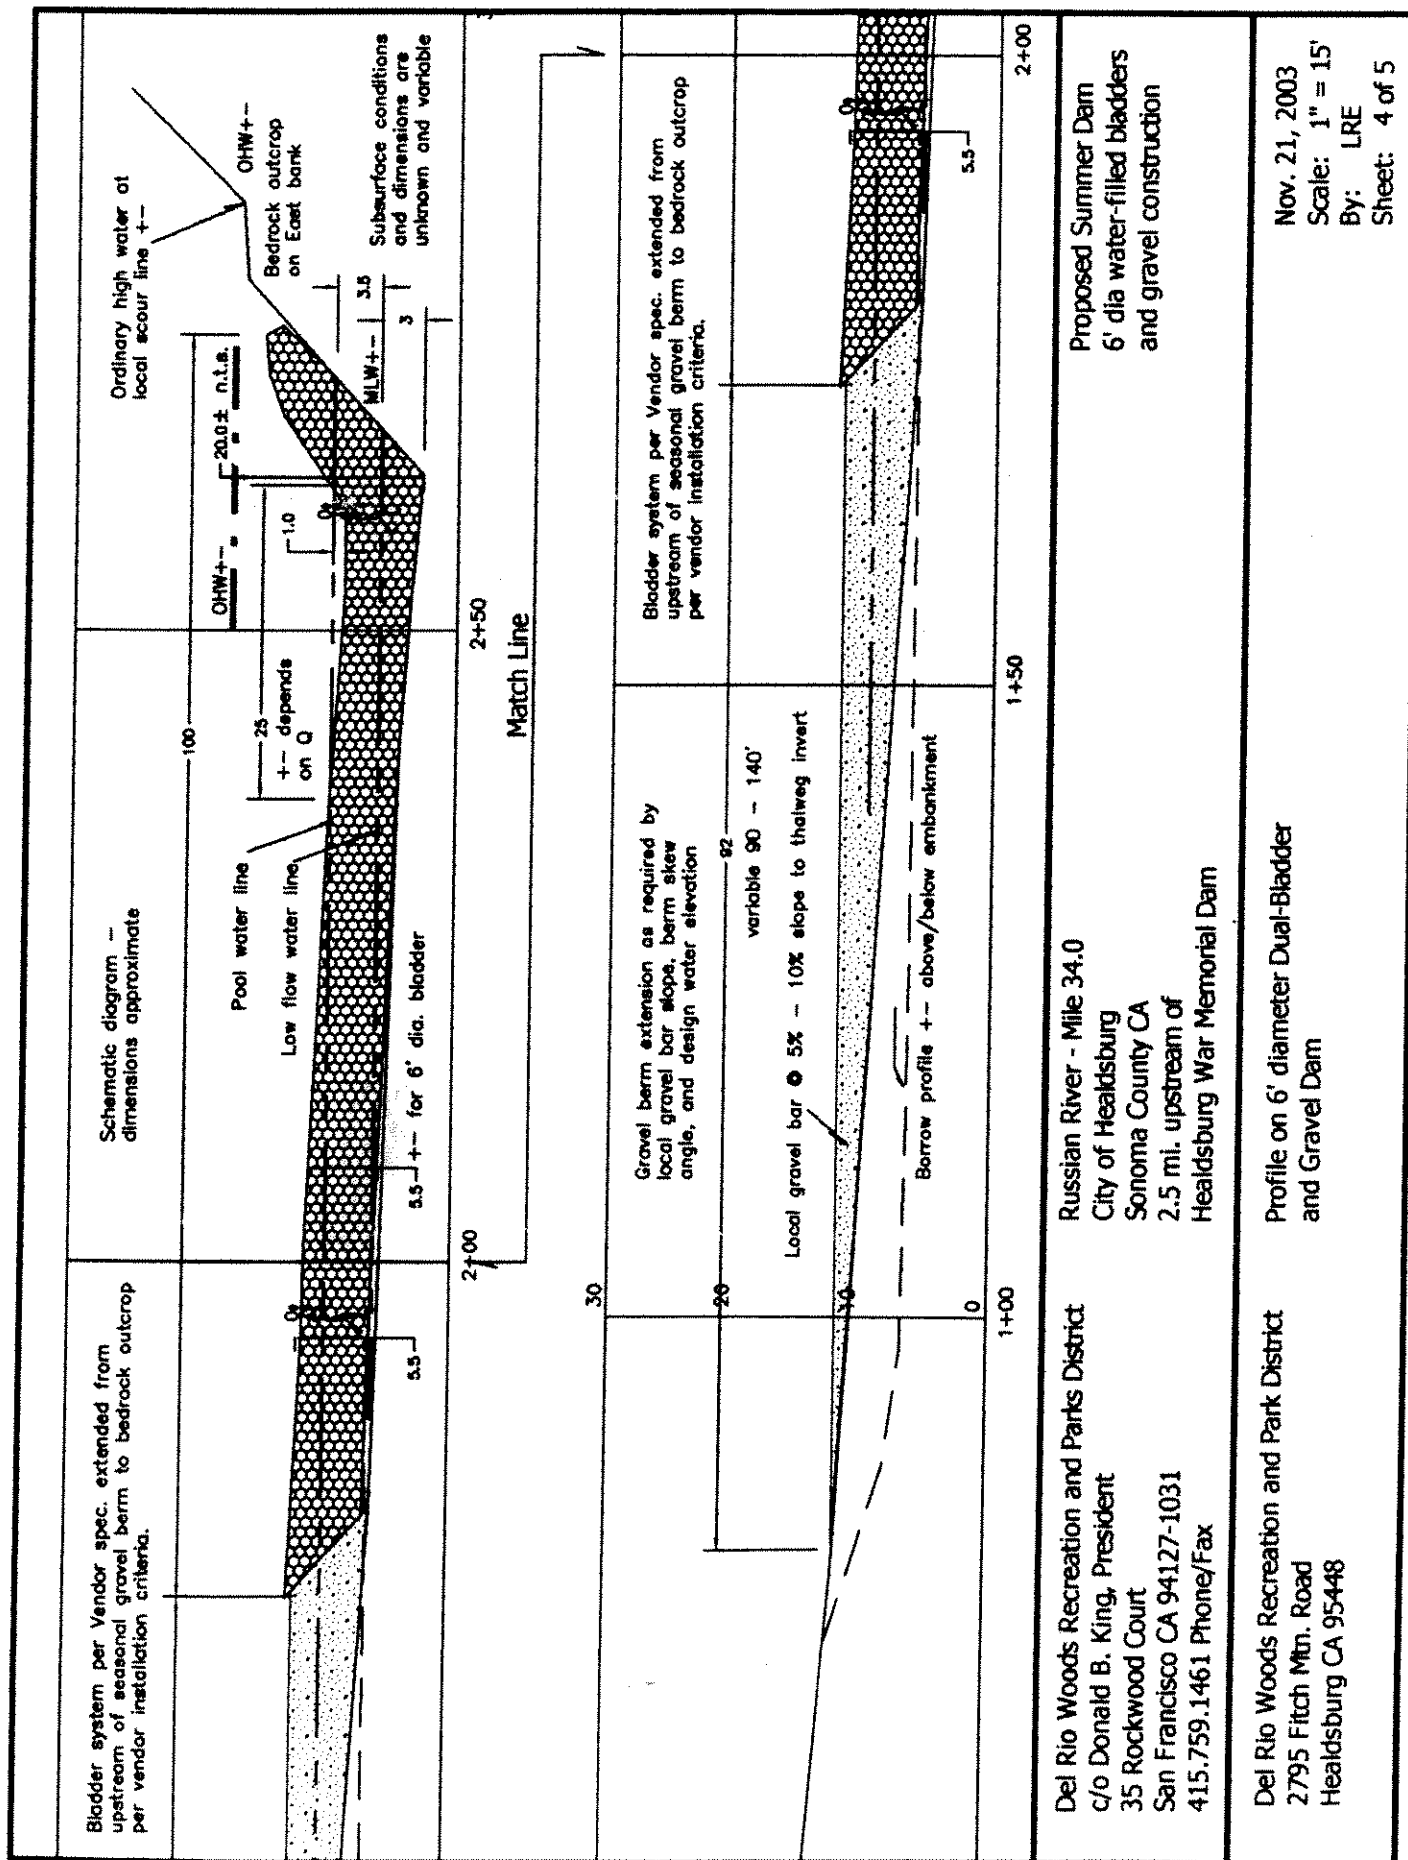 Bladder system per Vendor spec. extended from
upstream of seasonal gravel berm to bedrock outcrop
per vendor installation criteria.
Schematic diagram –
dimensions approximate
Ordinary high water at
local scour line +–
OHW+–
Bedrock outcrop
on East bank
Subsurface conditions
and dimensions are
unknown and variable
100
OHW+–
20.0± n.t.s.
25
+– depends
on Q
1.0
3.5
MLW+–
3
Pool water line
Low flow water line
5.5
5.5 +– for 6' dia. bladder
2+00
2+50
Match Line
30
20
10
0
Gravel berm extension as required by
local gravel bar slope, berm skew
angle, and design water elevation
Bladder system per Vendor spec. extended from
upstream of seasonal gravel berm to bedrock outcrop
per vendor installation criteria.
92
variable 90 – 140'
Local gravel bar @ 5% – 10% slope to thalweg invert
Borrow profile +– above/below embankment
5.5
1+00
1+50
2+00
Del Rio Woods Recreation and Parks District
c/o Donald B. King, President
35 Rockwood Court
San Francisco CA 94127-1031
415.759.1461 Phone/Fax
Russian River - Mile 34.0
City of Healdsburg
Sonoma County CA
2.5 mi. upstream of
Healdsburg War Memorial Dam
Proposed Summer Dam
6' dia water-filled bladders
and gravel construction
Del Rio Woods Recreation and Park District
2795 Fitch Mtn. Road
Healdsburg CA 95448
Profile on 6' diameter Dual-Bladder
and Gravel Dam
Nov. 21, 2003
Scale: 1" = 15'
By: LRE
Sheet: 4 of 5